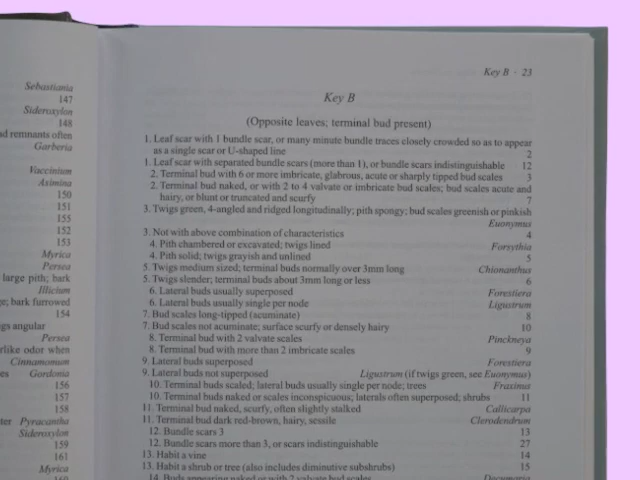 Sebastiania
147
Sideroxylon
148
nd remnants often
Garberia
Vaccinium
Asimina
150
151
155
152
153
Myrica
Persea
large pith; bark
Illicium
e; bark furrowed
154
igs angular
Persea
rlike odor when
Cinnamomum
es Gordonia
156
157
158
ter Pyracantha
Sideroxylon
159
161
Myrica
160
Key B · 23
Key B
(Opposite leaves; terminal bud present)
1. Leaf scar with 1 bundle scar, or many minute bundle traces closely crowded so as to appear
as a single scar or U-shaped line 2
1. Leaf scar with separated bundle scars (more than 1), or bundle scars indistinguishable 12
2. Terminal bud with 6 or more imbricate, glabrous, acute or sharply tipped bud scales 3
2. Terminal bud naked, or with 2 to 4 valvate or imbricate bud scales; bud scales acute and
hairy, or blunt or truncated and scurfy 7
3. Twigs green, 4-angled and ridged longitudinally; pith spongy; bud scales greenish or pinkish
Euonymus
3. Not with above combination of characteristics 4
4. Pith chambered or excavated; twigs lined Forsythia
4. Pith solid; twigs grayish and unlined 5
5. Twigs medium sized; terminal buds normally over 3mm long Chionanthus
5. Twigs slender; terminal buds about 3mm long or less 6
6. Lateral buds usually superposed Forestiera
6. Lateral buds usually single per node Ligustrum
7. Bud scales long-tipped (acuminate) 8
7. Bud scales not acuminate; surface scurfy or densely hairy 10
8. Terminal bud with 2 valvate scales Pinckneya
8. Terminal bud with more than 2 imbricate scales 9
9. Lateral buds superposed Forestiera
9. Lateral buds not superposed Ligustrum (if twigs green, see Euonymus)
10. Terminal buds scaled; lateral buds usually single per node; trees Fraxinus
10. Terminal buds naked or scales inconspicuous; laterals often superposed; shrubs 11
11. Terminal bud naked, scurfy, often slightly stalked Callicarpa
11. Terminal bud dark red-brown, hairy, sessile Clerodendrum
12. Bundle scars 3 13
12. Bundle scars more than 3, or scars indistinguishable 27
13. Habit a vine 14
13. Habit a shrub or tree (also includes diminutive subshrubs) 15
14. Buds appearing naked or with 2 valvate bud scales Decumaria